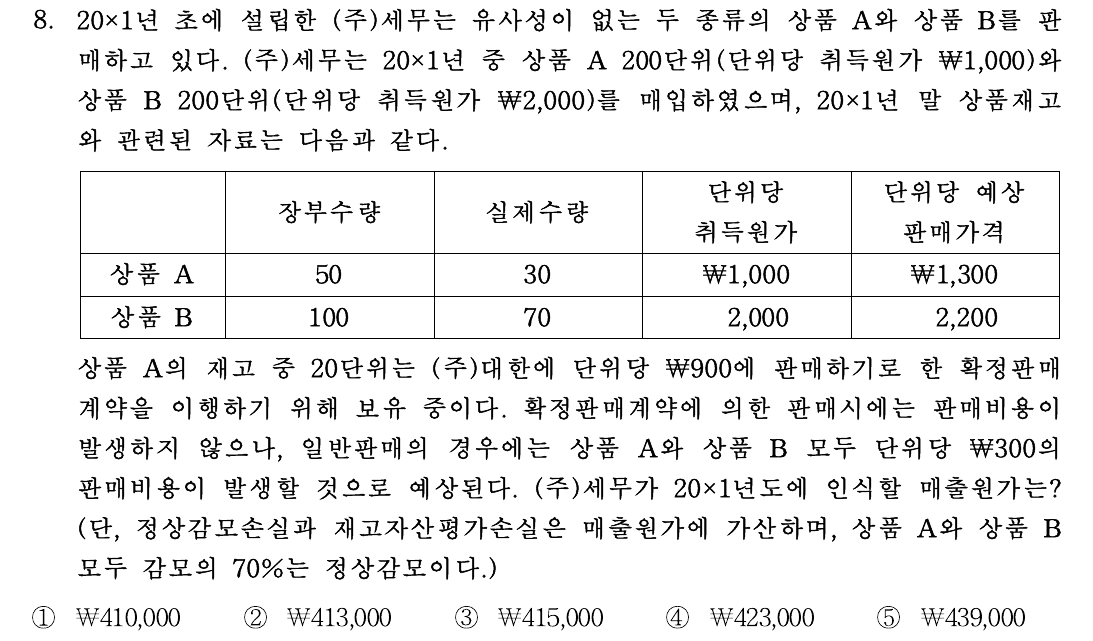 8. 20×1년 초에 설립한 (주)세무는 유사성이 없는 두 종류의 상품 A와 상품 B를 판
매하고 있다. (주)세무는 20×1년 중 상품 A 200단위(단위당 취득원가 ₩1,000)와
상품 B 200단위(단위당 취득원가 ₩2,000)를 매입하였으며, 20×1년 말 상품재고
와 관련된 자료는 다음과 같다.
장부수량 실제수량 단위당 취득원가 단위당 예상 판매가격
상품 A 50 30 ₩1,000 ₩1,300
상품 B 100 70 2,000 2,200
상품 A의 재고 중 20단위는 (주)대한에 단위당 ₩900에 판매하기로 한 확정판매
계약을 이행하기 위해 보유 중이다. 확정판매계약에 의한 판매시에는 판매비용이
발생하지 않으나, 일반판매의 경우에는 상품 A와 상품 B 모두 단위당 ₩300의
판매비용이 발생할 것으로 예상된다. (주)세무가 20×1년도에 인식할 매출원가는?
(단, 정상감모손실과 재고자산평가손실은 매출원가에 가산하며, 상품 A와 상품 B
모두 감모의 70%는 정상감모이다.)
① ₩410,000 ② ₩413,000 ③ ₩415,000 ④ ₩423,000 ⑤ ₩439,000